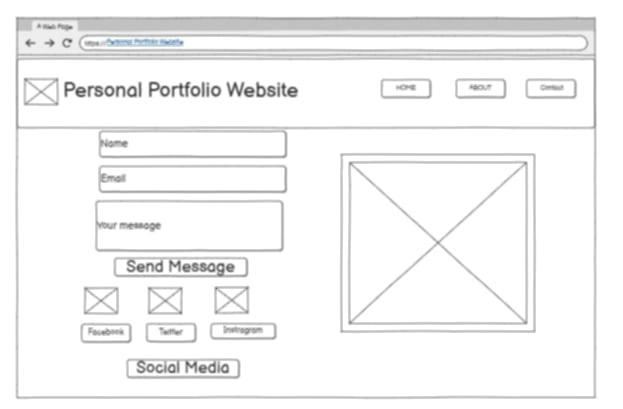 A Web Page
https://Personal Portfolio Website
Personal Portfolio Website
HOME
ABOUT
Contact
Name
Email
Your message
Send Message
Facebook
Twitter
Instragram
Social Media